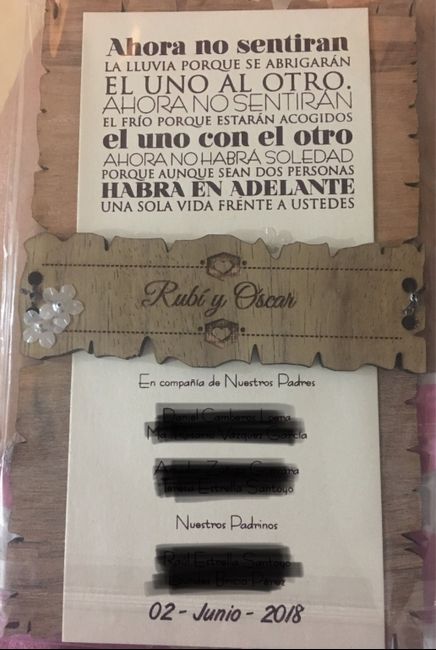 Ahora no sentiran
LA LLUVIA PORQUE SE ABRIGARÁN
EL UNO AL OTRO.
AHORA NO SENTIRÁN
EL FRÍO PORQUE ESTARÁN ACOGIDOS
el uno con el otro
AHORA NO HABRÁ SOLEDAD
PORQUE AUNQUE SEAN DOS PERSONAS
HABRA EN ADELANTE
UNA SOLA VIDA FRENTE A USTEDES
Rubí y Oscar
En compañía de Nuestros Padres
Nuestros Padrinos
02 - Junio - 2018